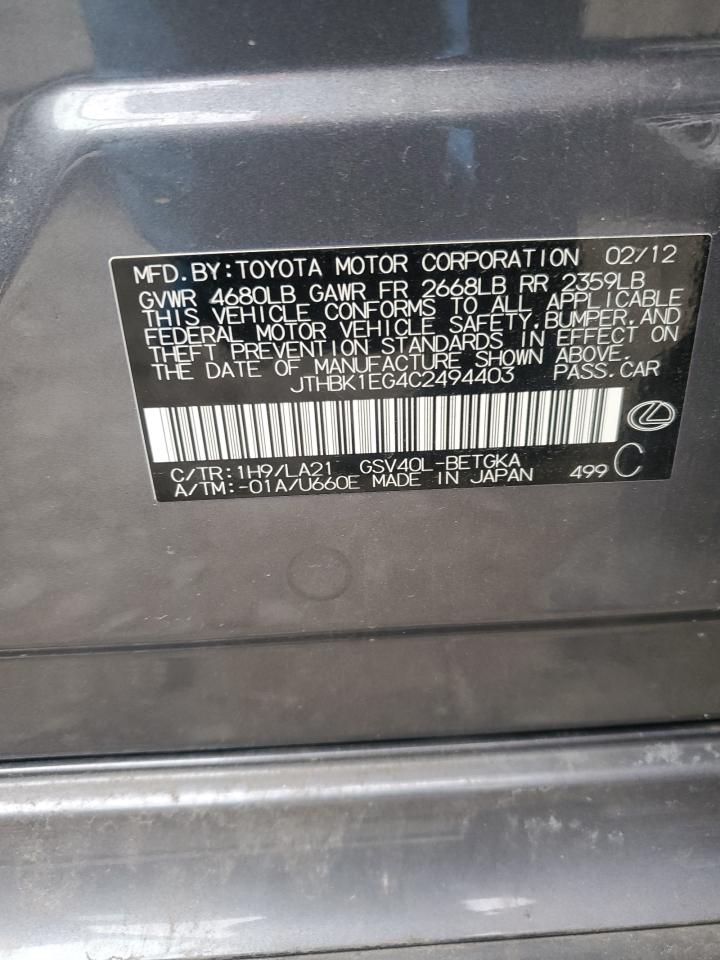 MFD.BY:TOYOTA MOTOR CORPORATION 02/12
GVWR 4680LB GAWR FR 2668LB RR 2359LB
THIS VEHICLE CONFORMS TO ALL APPLICABLE
FEDERAL MOTOR VEHICLE SAFETY,BUMPER,AND
THEFT PREVENTION STANDARDS IN EFFECT ON
THE DATE OF MANUFACTURE SHOWN ABOVE.
JTHBK1EG4C2494403 PASS.CAR
C/TR:1H9/LA21 GSV40L-BETGKA
A/TM:-01A/U660E MADE IN JAPAN 499 C